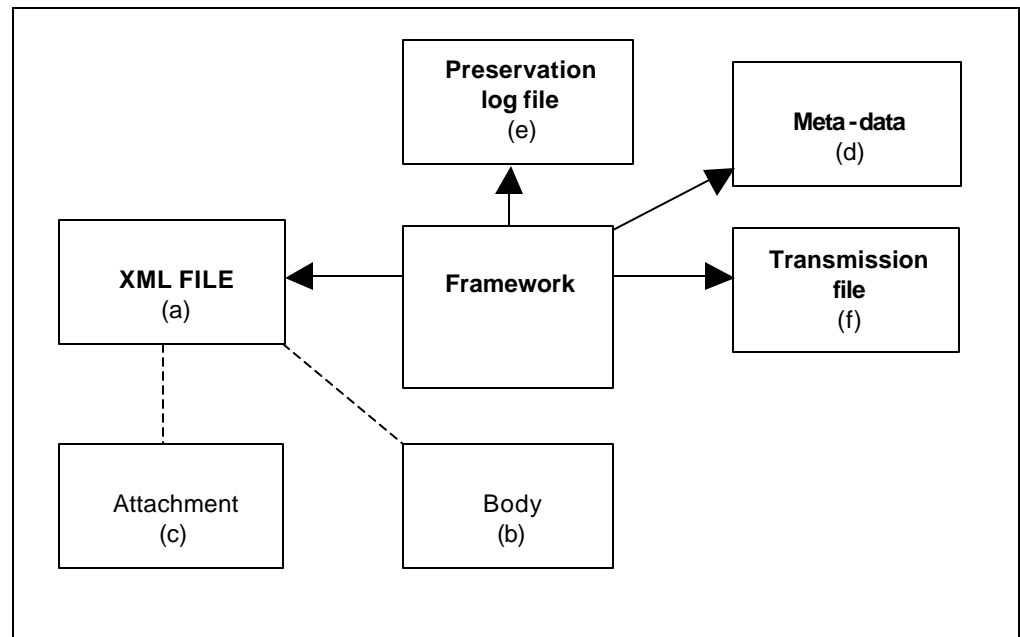 Preservation
log file
(e)
Meta-data
(d)
XML FILE
(a)
Framework
Transmission
file
(f)
Attachment
(c)
Body
(b)